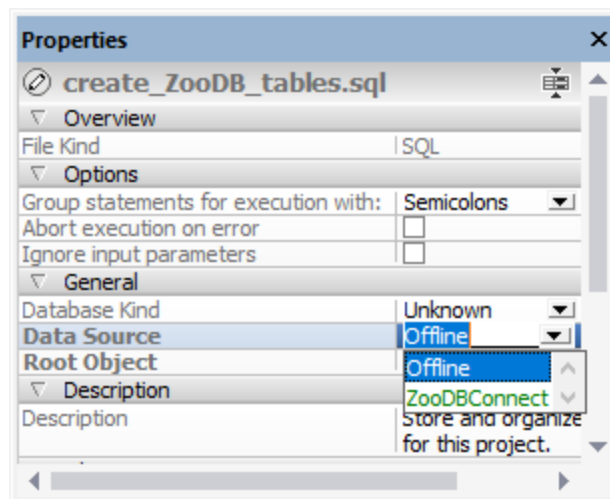 Properties
create_ZooDB_tables.sql
Overview
File Kind SQL
Options
Group statements for execution with: Semicolons
Abort execution on error
Ignore input parameters
General
Database Kind Unknown
Data Source Offline
Root Object Offline
ZooDBConnect
Description
Description Store and organize
for this project.